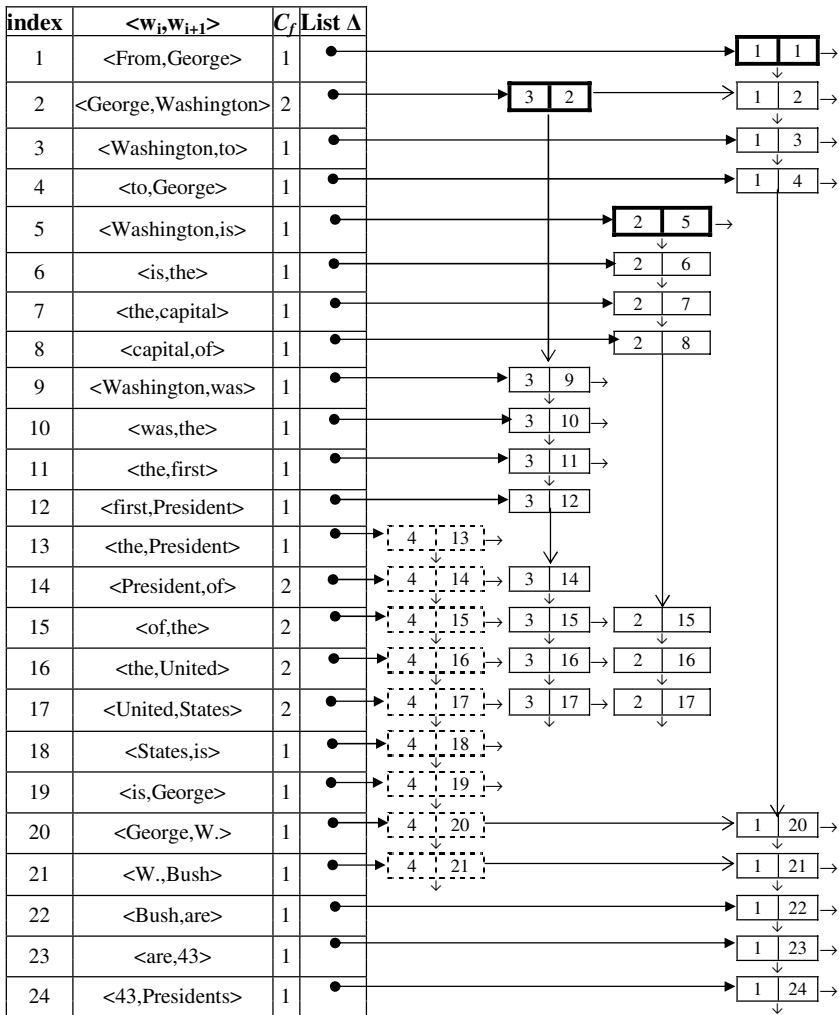 index <w_i,w_{i+1}> C_f List Δ
1 <From,George> 1 1 1
2 <George,Washington> 2 3 2 1 2
3 <Washington,to> 1 1 3
4 <to,George> 1 1 4
5 <Washington,is> 1 2 5
6 <is,the> 1 2 6
7 <the,capital> 1 2 7
8 <capital,of> 1 2 8
9 <Washington,was> 1 3 9
10 <was,the> 1 3 10
11 <the,first> 1 3 11
12 <first,President> 1 3 12
13 <the,President> 1 4 13
14 <President,of> 2 4 14 3 14
15 <of,the> 2 4 15 3 15 2 15
16 <the,United> 2 4 16 3 16 2 16
17 <United,States> 2 4 17 3 17 2 17
18 <States,is> 1 4 18
19 <is,George> 1 4 19
20 <George,W.> 1 4 20 1 20
21 <W.,Bush> 1 4 21 1 21
22 <Bush,are> 1 1 22
23 <are,43> 1 1 23
24 <43,Presidents> 1 1 24